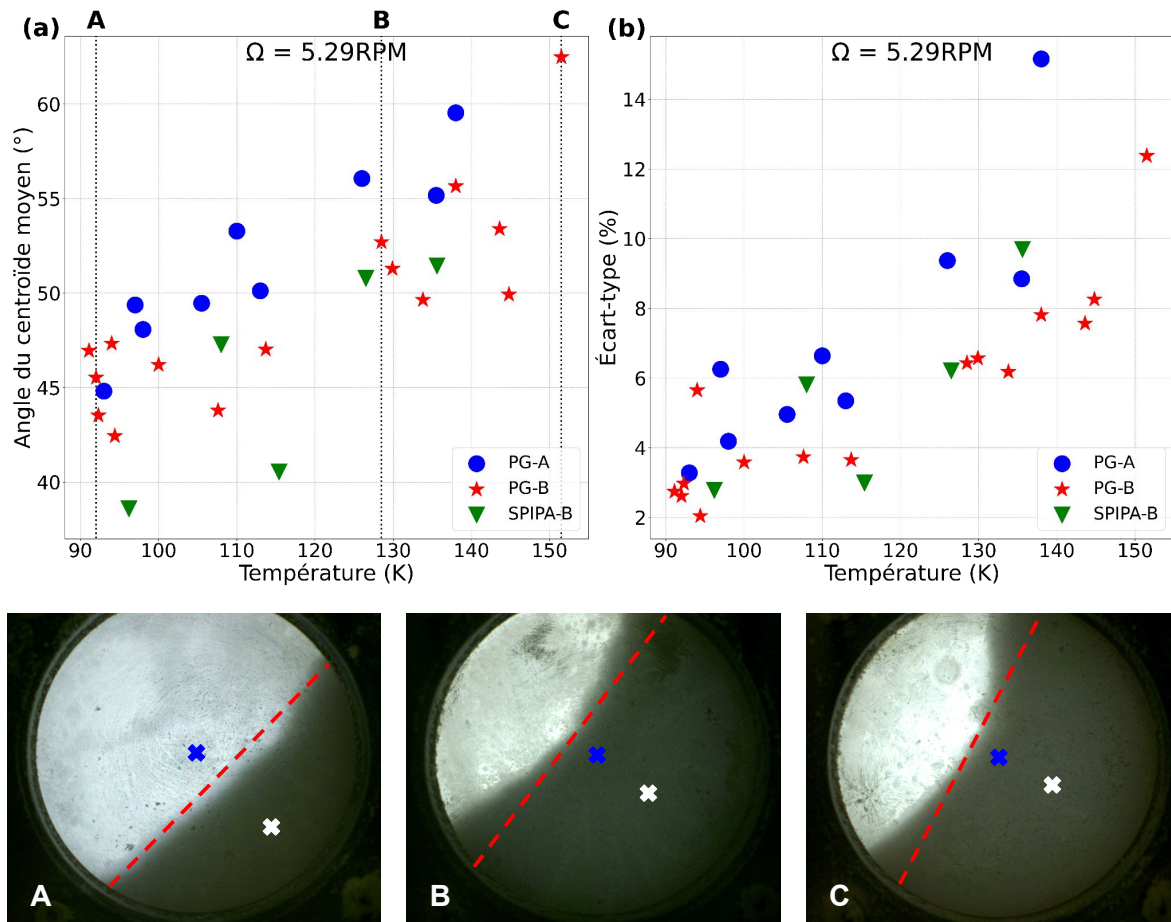 (a) A B C (b)
Ω = 5.29RPM Ω = 5.29RPM
Angle du centroïde moyen (°)
60
55
50
45
40
90 100 110 120 130 140 150
Température (K)
PG-A
PG-B
SPIPA-B
Écart-type (%)
14
12
10
8
6
4
2
90 100 110 120 130 140 150
Température (K)
PG-A
PG-B
SPIPA-B
A B C